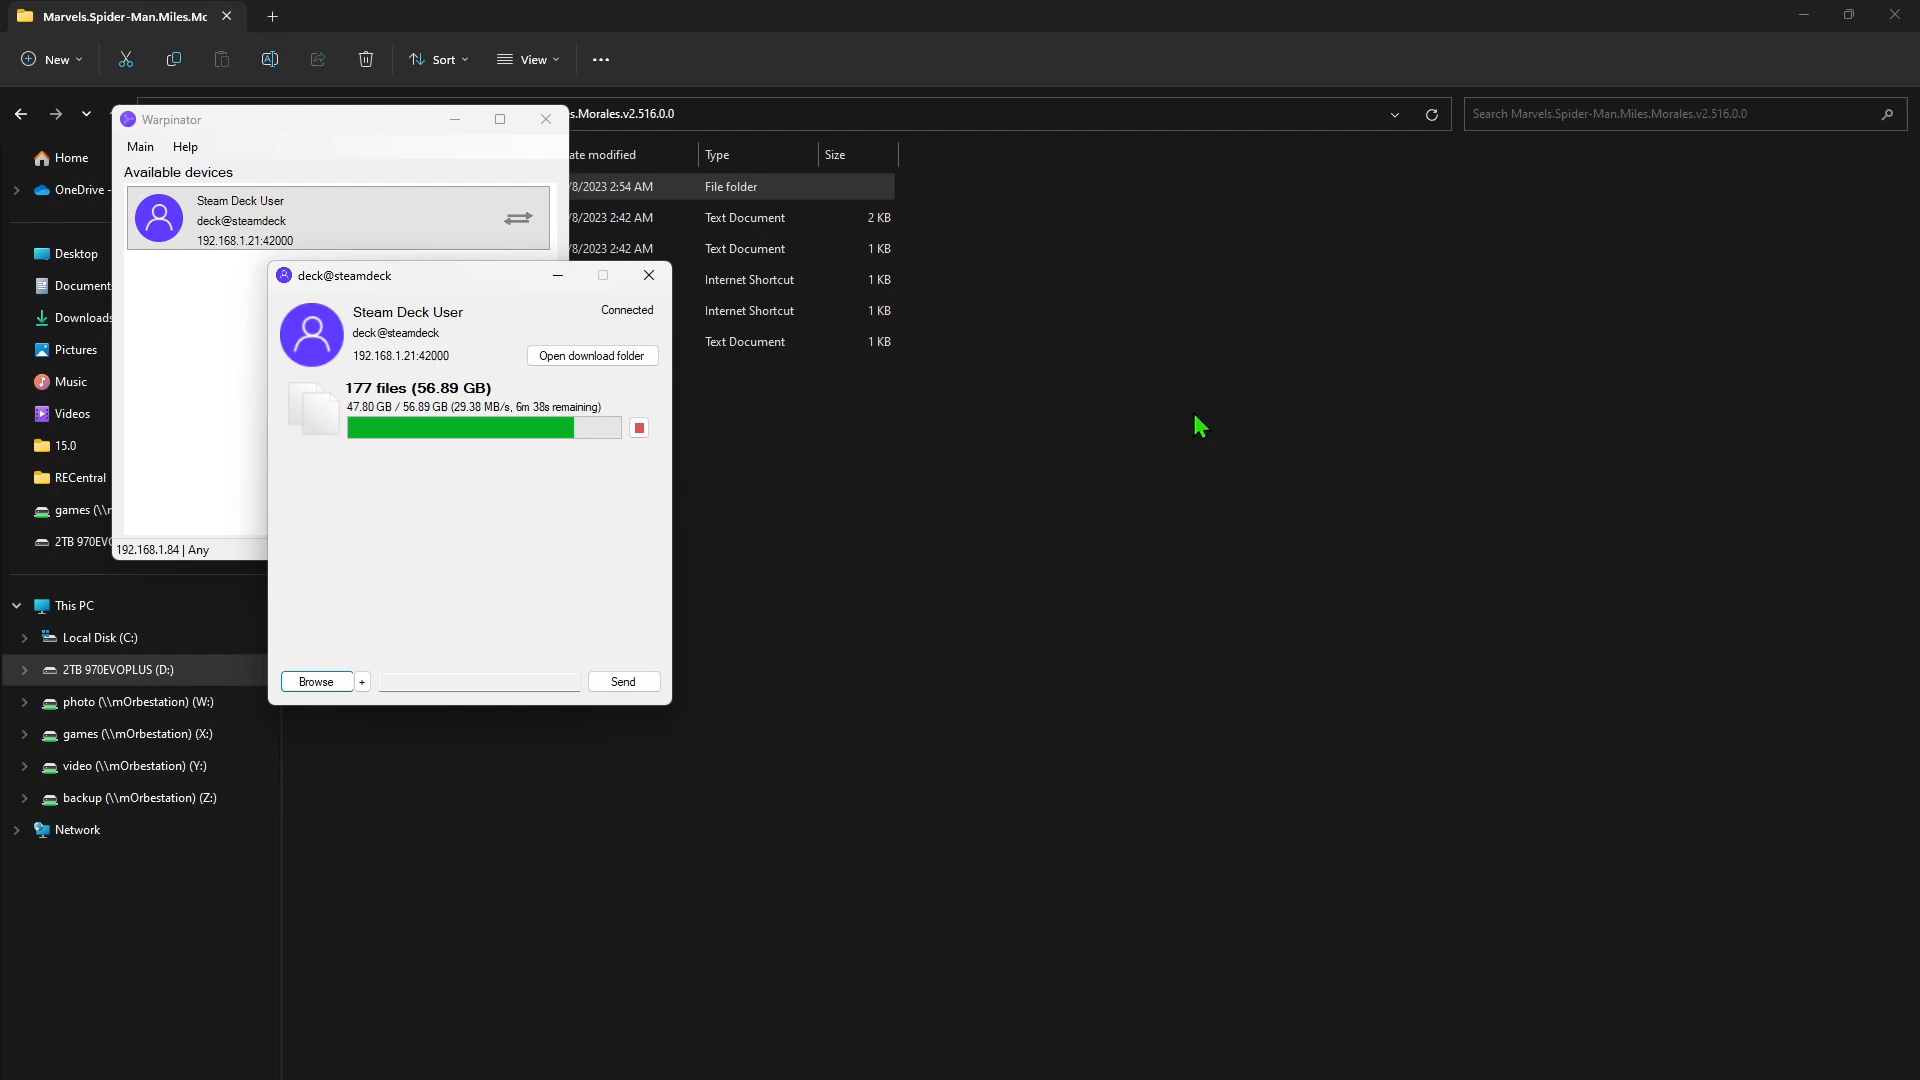 Marvels.Spider-Man.Miles.Mc
New
Sort
View
s.Morales.v2.516.0.0
Search Marvels.Spider-Man.Miles.Morales.v2.516.0.0
Warpinator
Main
Help
Available devices
Steam Deck User
deck@steamdeck
192.168.1.21:42000
192.168.1.84 | Any
ate modified
Type
Size
/8/2023 2:54 AM
File folder
/8/2023 2:42 AM
Text Document
2 KB
/8/2023 2:42 AM
Text Document
1 KB
Internet Shortcut
1 KB
Internet Shortcut
1 KB
Text Document
1 KB
deck@steamdeck
Steam Deck User
Connected
deck@steamdeck
192.168.1.21:42000
Open download folder
177 files (56.89 GB)
47.80 GB / 56.89 GB (29.38 MB/s, 6m 38s remaining)
Browse
+
Send
Home
OneDrive -
Desktop
Document
Downloads
Pictures
Music
Videos
15.0
RECentral
games (\\m
2TB 970EVO
This PC
Local Disk (C:)
2TB 970EVOPLUS (D:)
photo (\\mOrbestation) (W:)
games (\\mOrbestation) (X:)
video (\\mOrbestation) (Y:)
backup (\\mOrbestation) (Z:)
Network